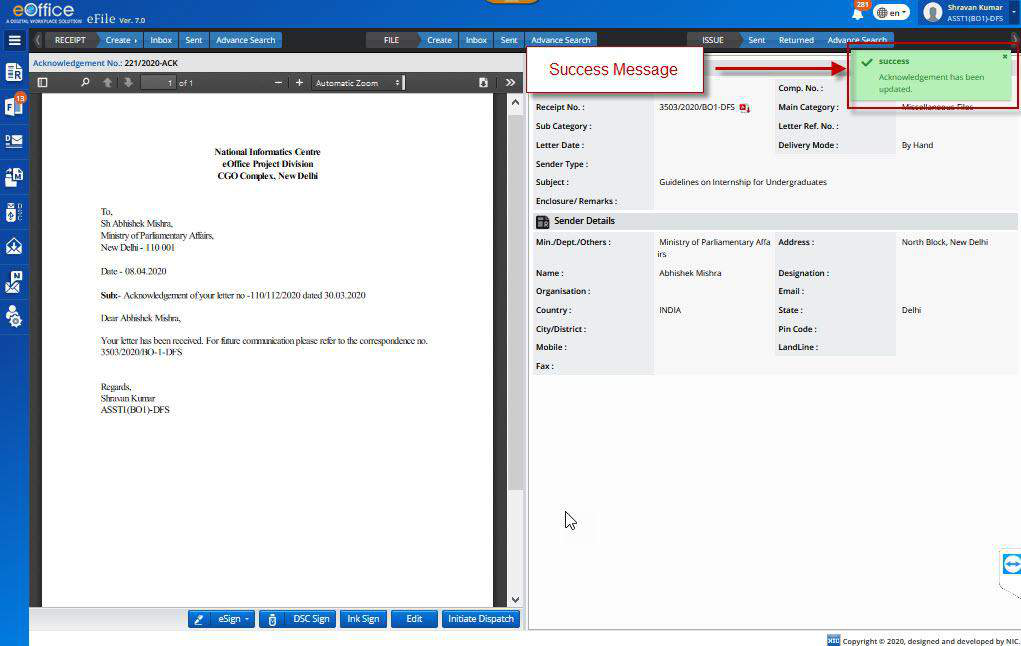 eOffice
A DIGITAL WORKPLACE SOLUTION eFile Ver. 7.0
281
en
Shravan Kumar
ASST1(BO1)-DFS
RECEIPT Create Inbox Sent Advance Search FILE Create Inbox Sent Advance Search ISSUE Sent Returned Advance Search
Acknowledgement No.: 221/2020-ACK
13
DSC
1 of 1 Automatic Zoom
National Informatics Centre
eOffice Project Division
CGO Complex, New Delhi
To,
Sh Abhishek Mishra,
Ministry of Parliamentary Affairs,
New Delhi - 110 001
Date - 08.04.2020
Sub:- Acknowledgement of your letter no -110/112/2020 dated 30.03.2020
Dear Abhishek Mishra,
Your letter has been received. For future communication please refer to the correspondence no.
3503/2020/BO-1-DFS
Regards,
Shravan Kumar
ASST1(BO1)-DFS
eSign DSC Sign Ink Sign Edit Initiate Dispatch
Success Message
success
Acknowledgement has been
updated.
Comp. No. :
Receipt No. : 3503/2020/BO1-DFS Main Category : Miscellaneous Files
Sub Category : Letter Ref. No. :
Letter Date : Delivery Mode : By Hand
Sender Type :
Subject : Guidelines on Internship for Undergraduates
Enclosure/ Remarks :
Sender Details
Min./Dept./Others : Ministry of Parliamentary Affa Address : North Block, New Delhi
irs
Name : Abhishek Mishra Designation :
Organisation : Email :
Country : INDIA State : Delhi
City/District : Pin Code :
Mobile : LandLine :
Fax :
NIC Copyright © 2020, designed and developed by NIC.